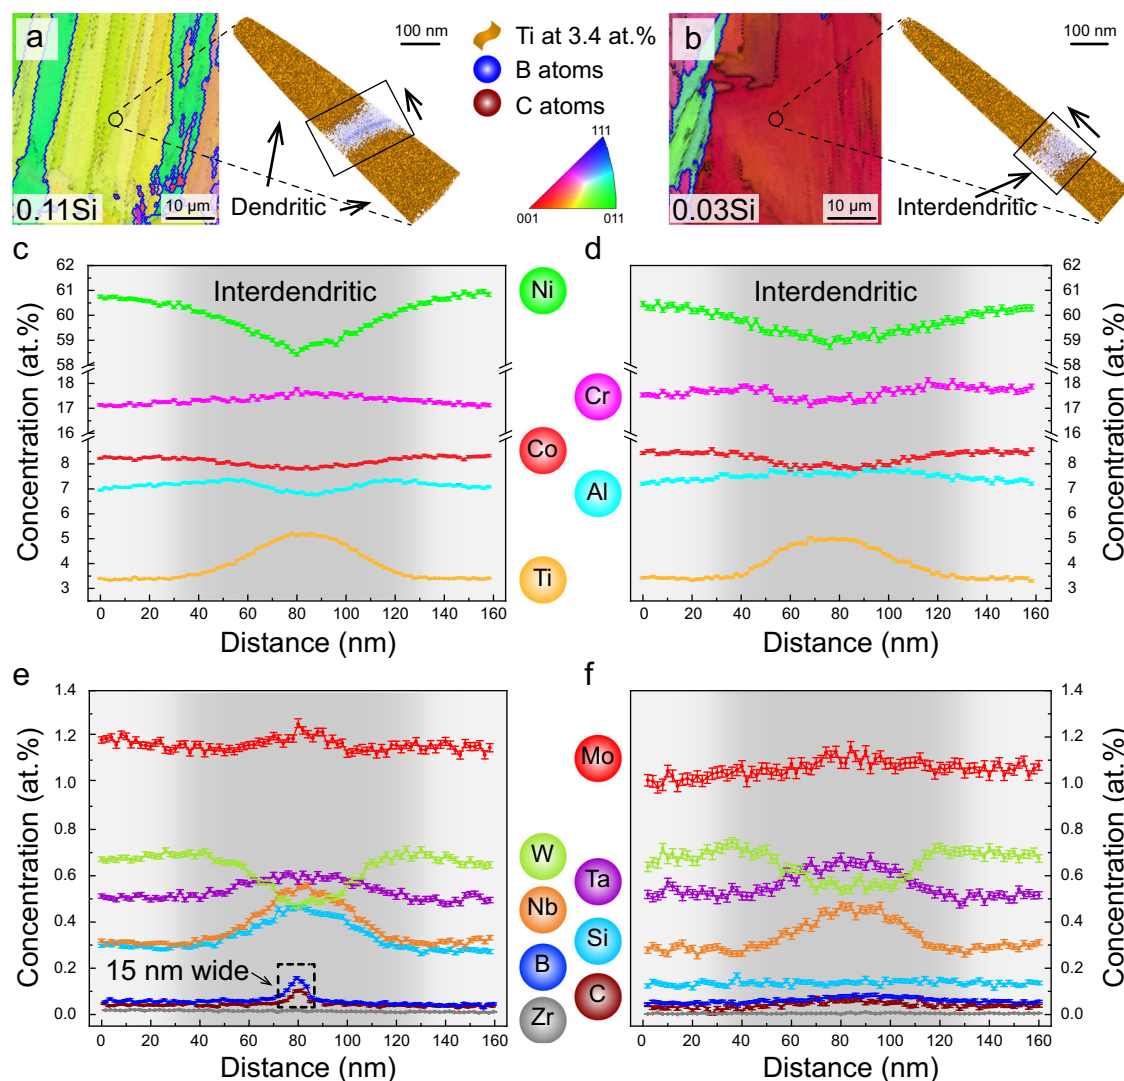 a
100 nm
Ti at 3.4 at.%
B atoms
C atoms
b
100 nm
111
001
011
0.11Si
10 µm
Dendritic
0.03Si
10 µm
Interdendritic
c
Concentration (at.%)
62
61
60
59
58
18
17
16
8
7
6
5
4
3
Interdendritic
0 20 40 60 80 100 120 140 160
Distance (nm)
Ni
Cr
Co
Al
Ti
d
Interdendritic
62
61
60
59
58
18
17
16
8
7
6
5
4
3
Concentration (at.%)
0 20 40 60 80 100 120 140 160
Distance (nm)
e
Concentration (at.%)
1.4
1.2
1.0
0.8
0.6
0.4
0.2
0.0
15 nm wide
0 20 40 60 80 100 120 140 160
Distance (nm)
Mo
W
Ta
Nb
Si
B
C
Zr
f
1.4
1.2
1.0
0.8
0.6
0.4
0.2
0.0
Concentration (at.%)
0 20 40 60 80 100 120 140 160
Distance (nm)